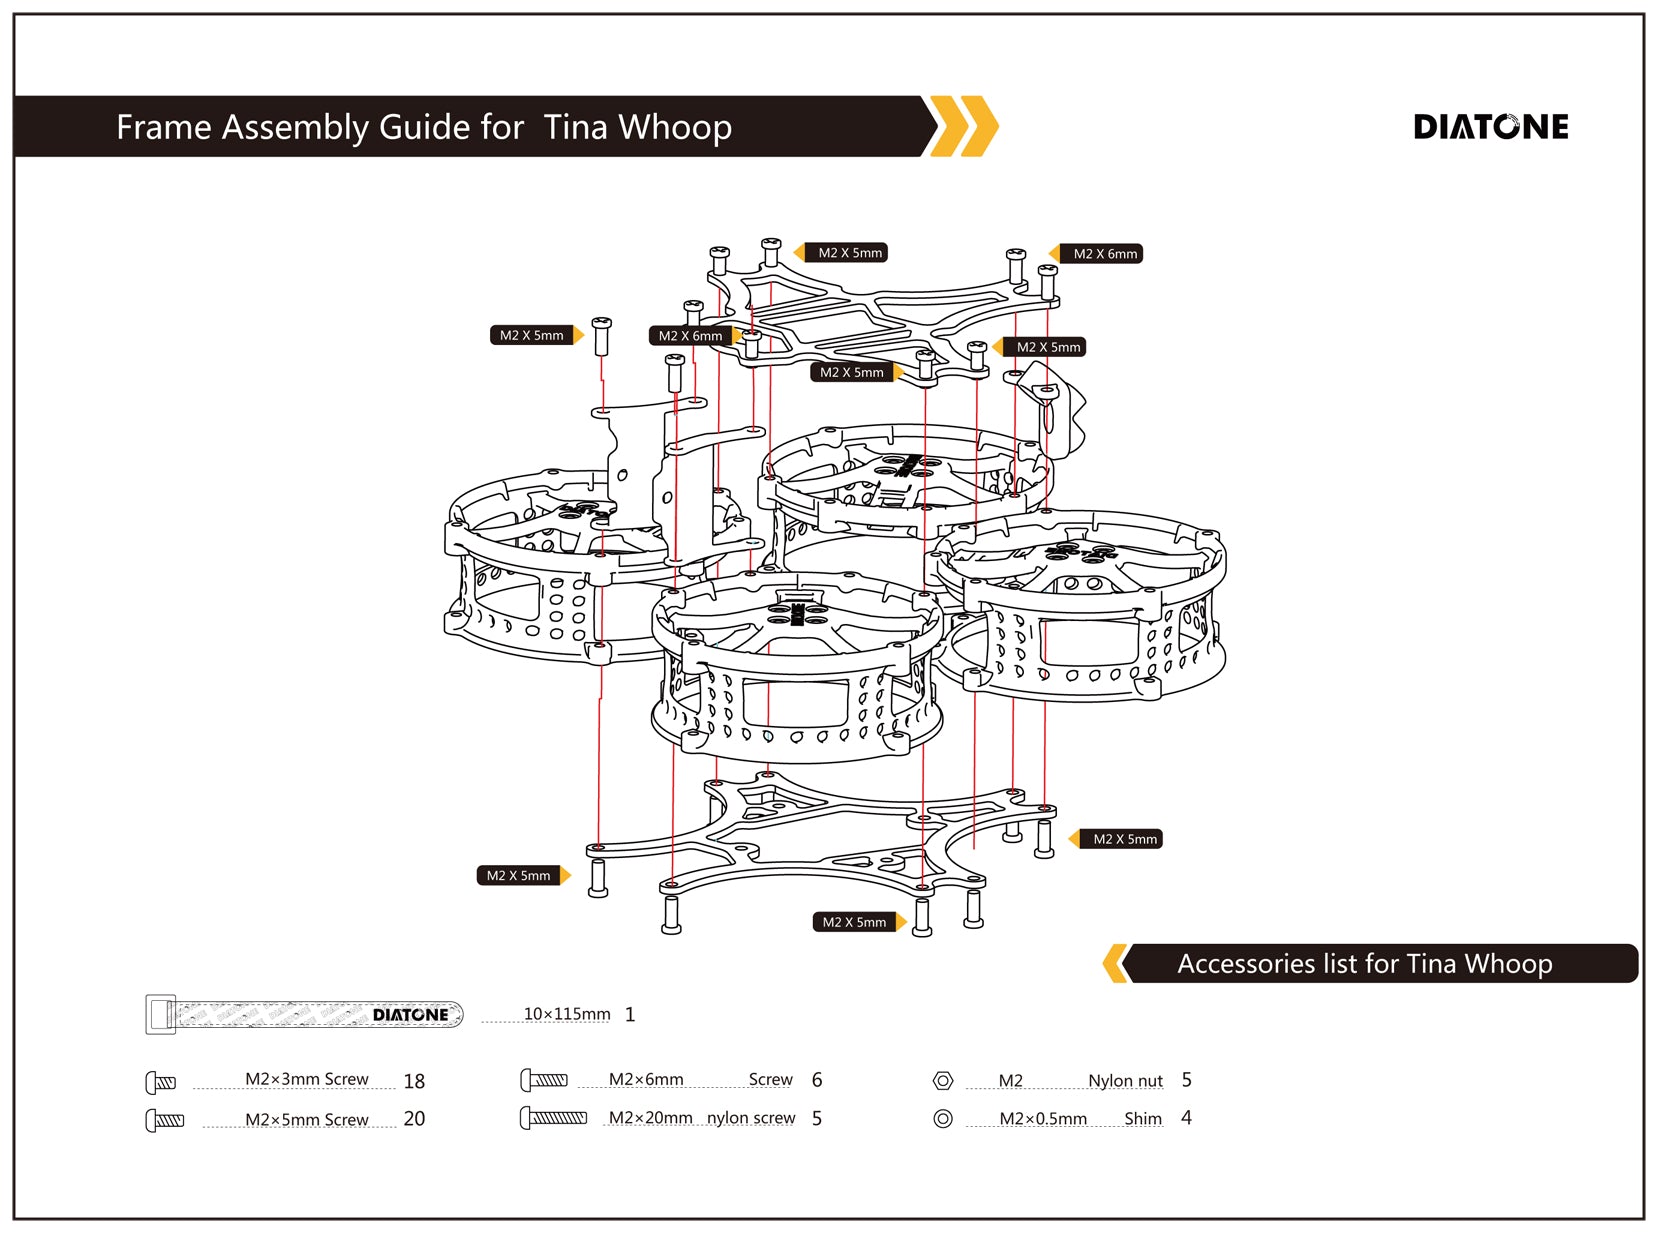 Frame Assembly Guide for Tina Whoop
DIATONE
M2 X 5mm
M2 X 6mm
M2 X 5mm
M2 X 6mm
M2 X 5mm
M2 X 5mm
M2 X 5mm
M2 X 5mm
M2 X 5mm
Accessories list for Tina Whoop
DIATONE
10×115mm 1
M2×3mm Screw 18
M2×6mm Screw 6
M2 Nylon nut 5
M2×5mm Screw 20
M2×20mm nylon screw 5
M2×0.5mm Shim 4